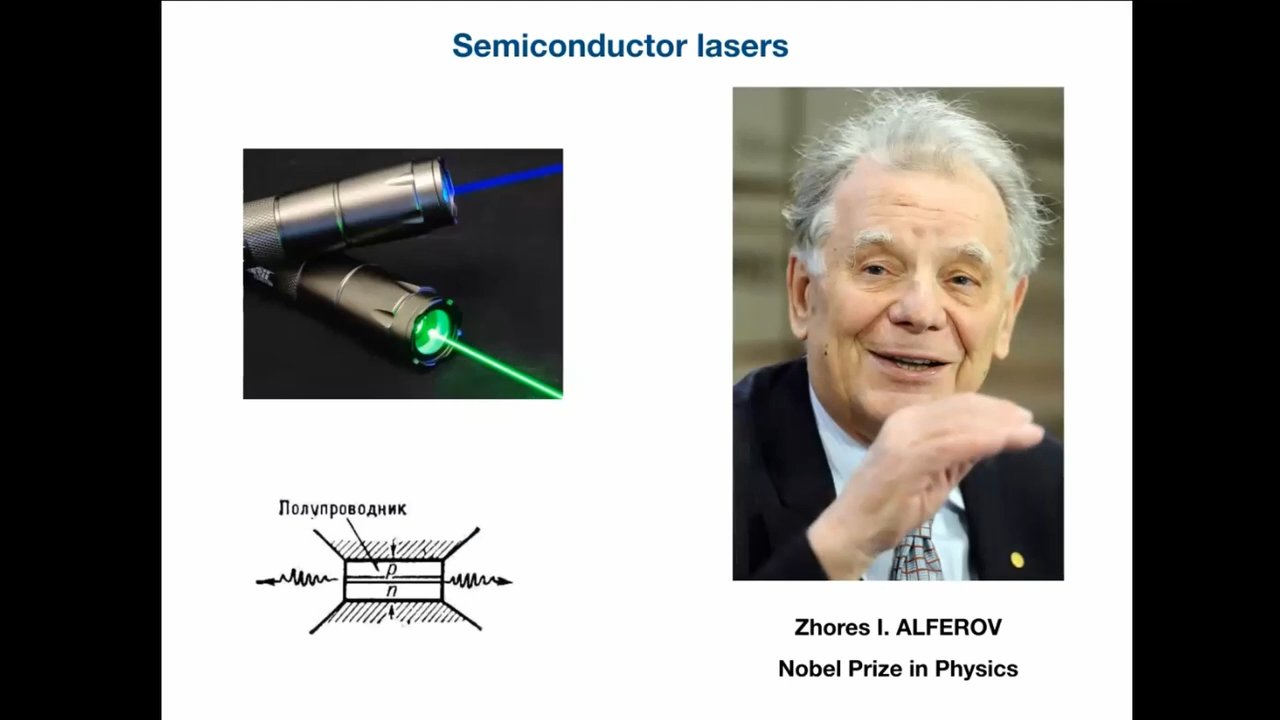 Semiconductor lasers
Полупроводник
p
n
Zhores I. ALFEROV
Nobel Prize in Physics